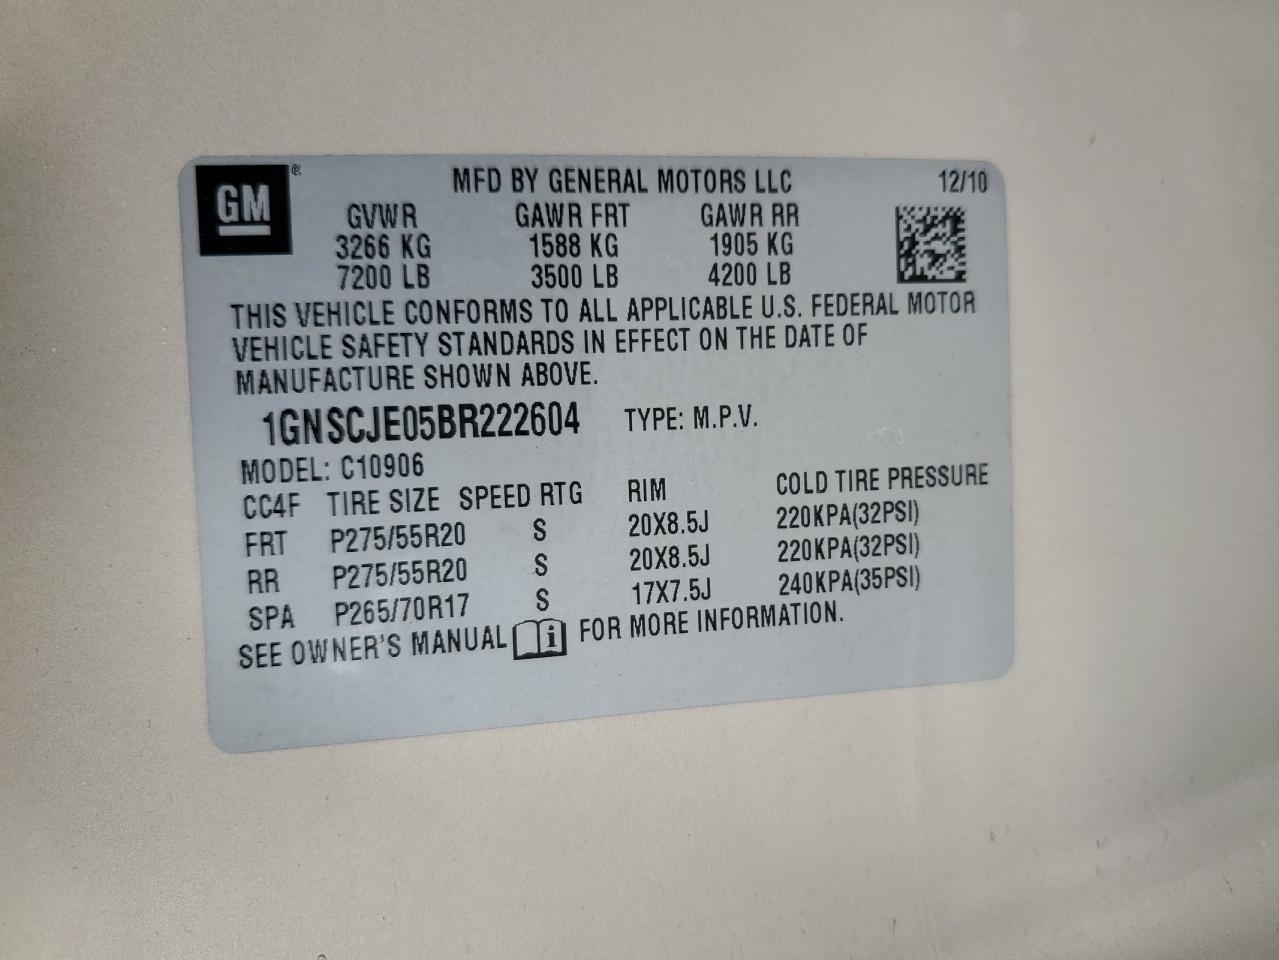 GM ® MFD BY GENERAL MOTORS LLC 12/10
GVWR GAWR FRT GAWR RR
3266 KG 1588 KG 1905 KG
7200 LB 3500 LB 4200 LB
THIS VEHICLE CONFORMS TO ALL APPLICABLE U.S. FEDERAL MOTOR
VEHICLE SAFETY STANDARDS IN EFFECT ON THE DATE OF
MANUFACTURE SHOWN ABOVE.
1GNSCJE05BR222604 TYPE: M.P.V.
MODEL: C10906
CC4F TIRE SIZE SPEED RTG RIM COLD TIRE PRESSURE
FRT P275/55R20 S 20X8.5J 220KPA(32PSI)
RR P275/55R20 S 20X8.5J 220KPA(32PSI)
SPA P265/70R17 S 17X7.5J 240KPA(35PSI)
SEE OWNER'S MANUAL i FOR MORE INFORMATION.